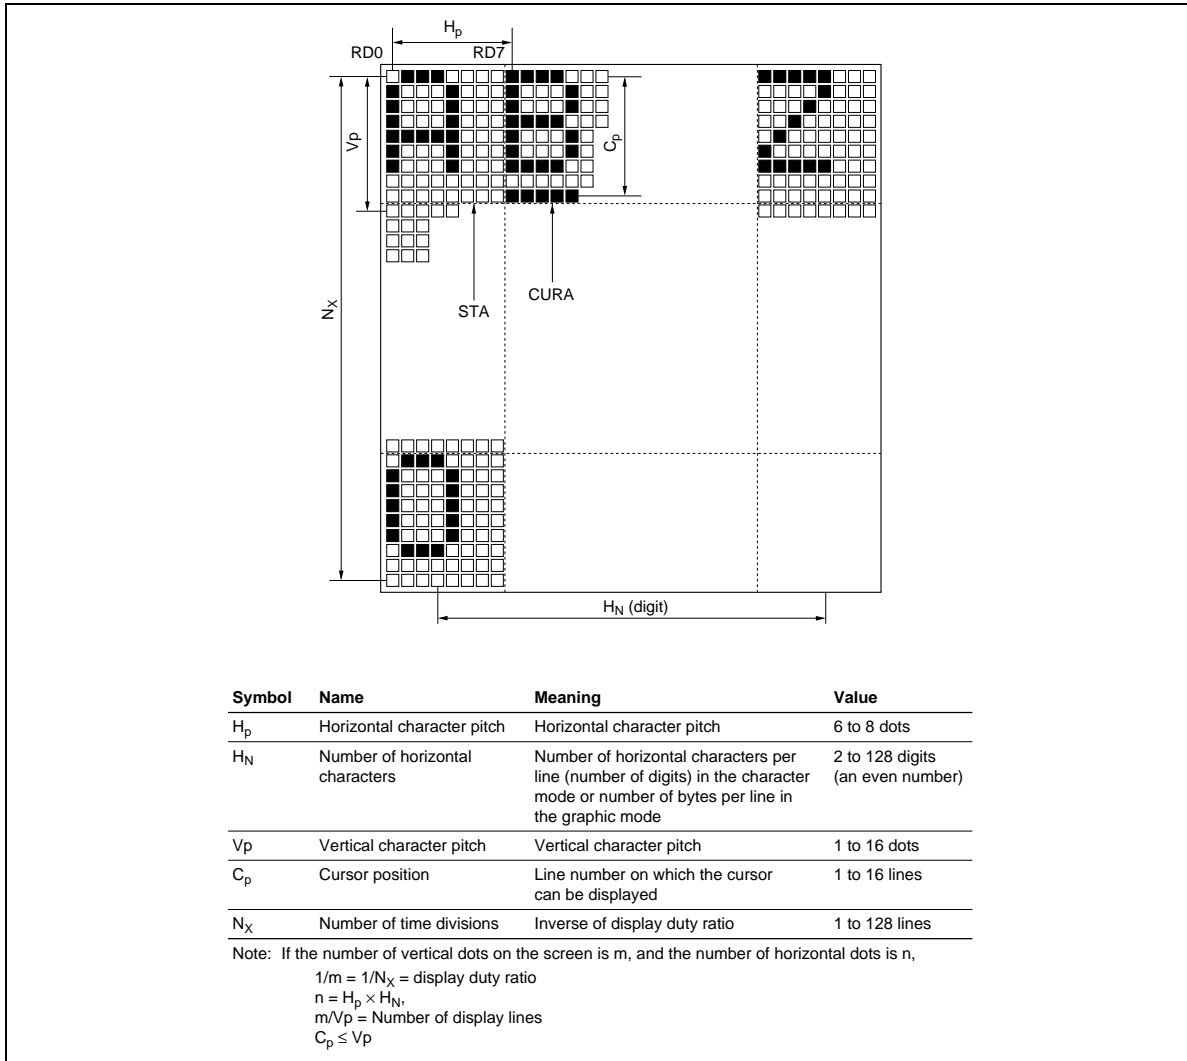 Hp
RD0 RD7
Vp
Cp
NX
STA
CURA
HN (digit)
Symbol Name Meaning Value
Hp Horizontal character pitch Horizontal character pitch 6 to 8 dots
HN Number of horizontal characters Number of horizontal characters per line (number of digits) in the character mode or number of bytes per line in the graphic mode 2 to 128 digits (an even number)
Vp Vertical character pitch Vertical character pitch 1 to 16 dots
Cp Cursor position Line number on which the cursor can be displayed 1 to 16 lines
NX Number of time divisions Inverse of display duty ratio 1 to 128 lines
Note: If the number of vertical dots on the screen is m, and the number of horizontal dots is n,
1/m = 1/NX = display duty ratio
n = Hp × HN,
m/Vp = Number of display lines
Cp ≤ Vp